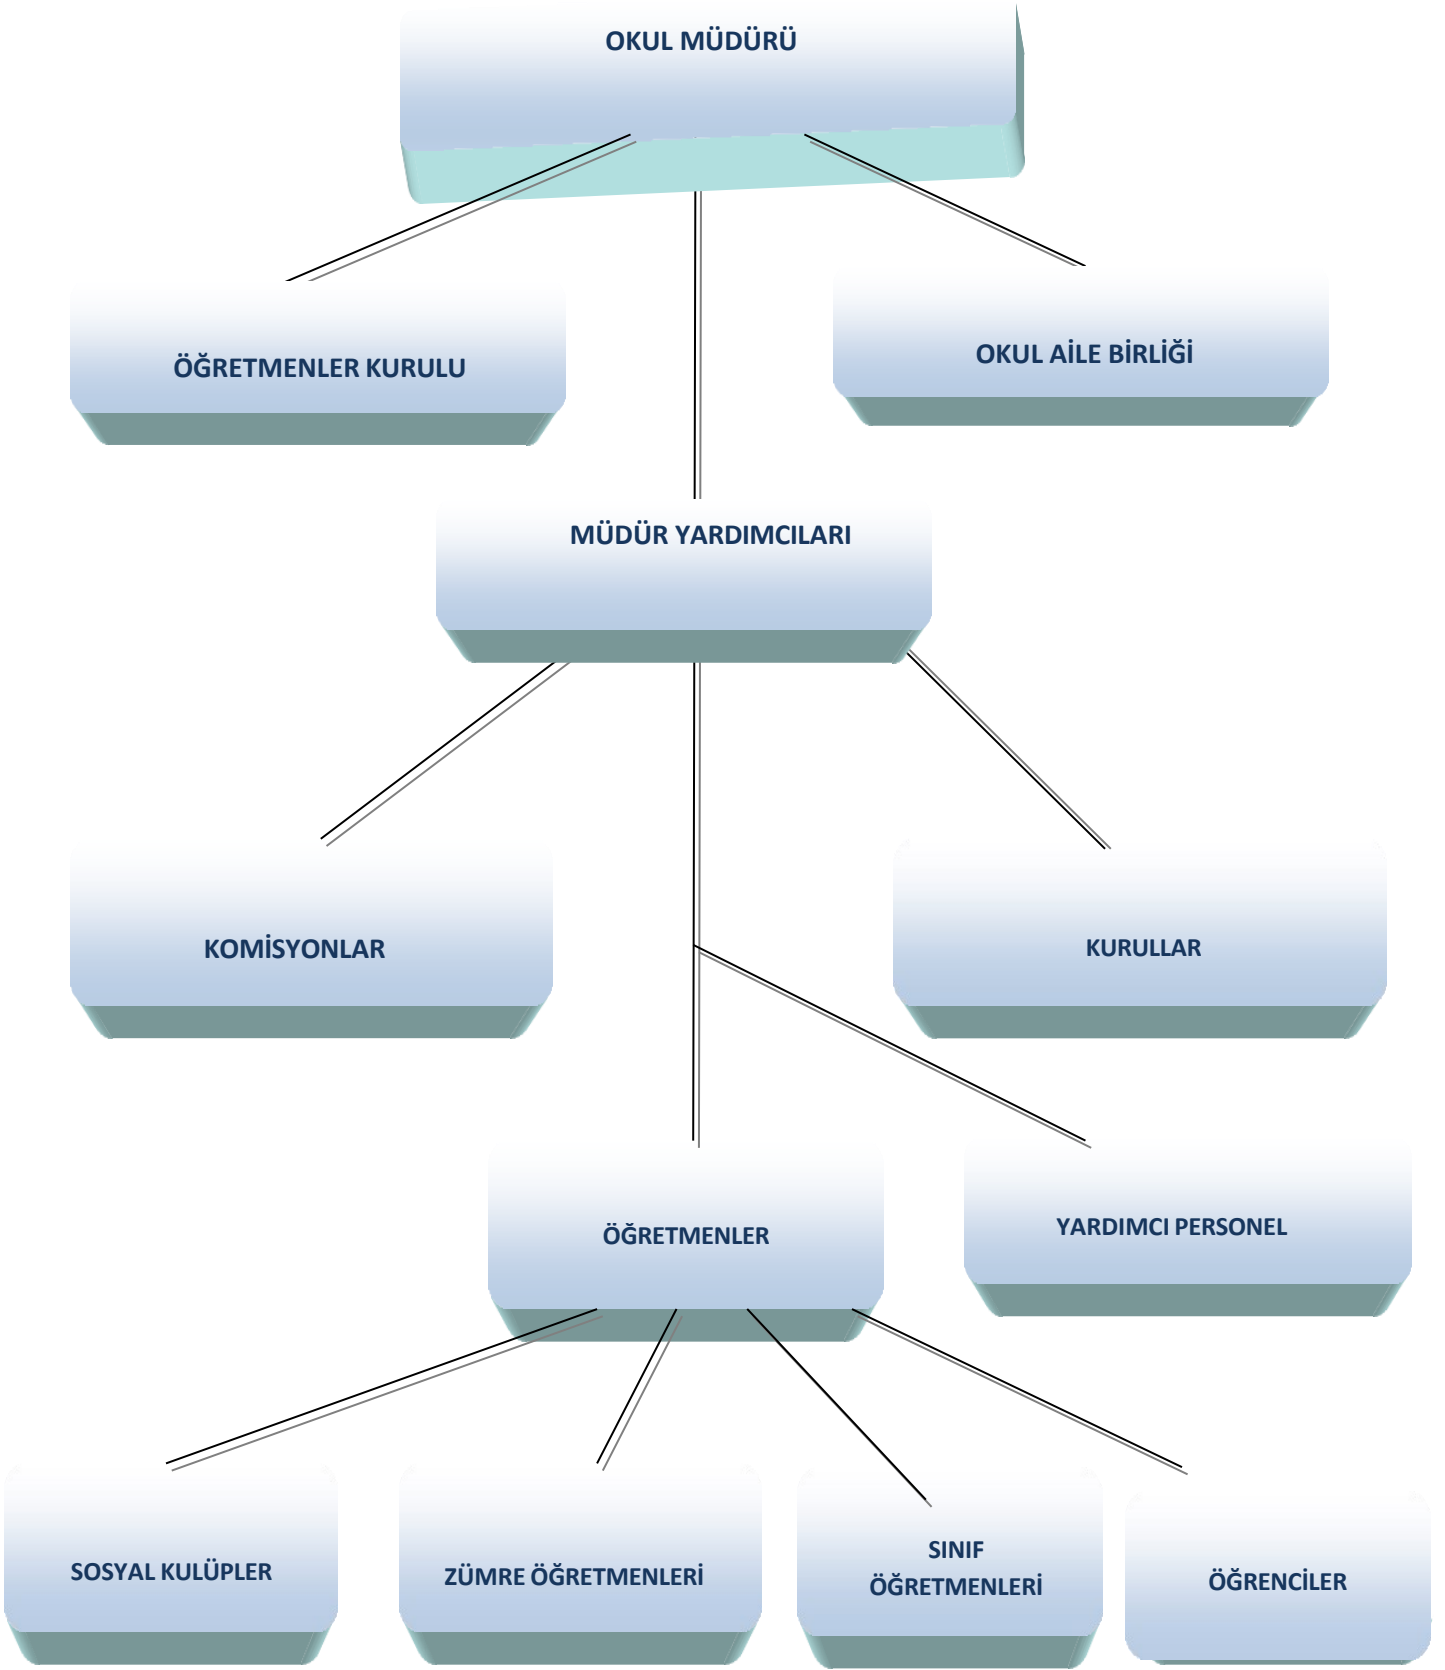 OKUL MÜDÜRÜ
ÖĞRETMENLER KURULU
OKUL AİLE BİRLİĞİ
MÜDÜR YARDIMCILARI
KOMİSYONLAR
KURULLAR
ÖĞRETMENLER
YARDIMCI PERSONEL
SOSYAL KULÜPLER
ZÜMRE ÖĞRETMENLERİ
SINIF
ÖĞRETMENLERİ
ÖĞRENCİLER